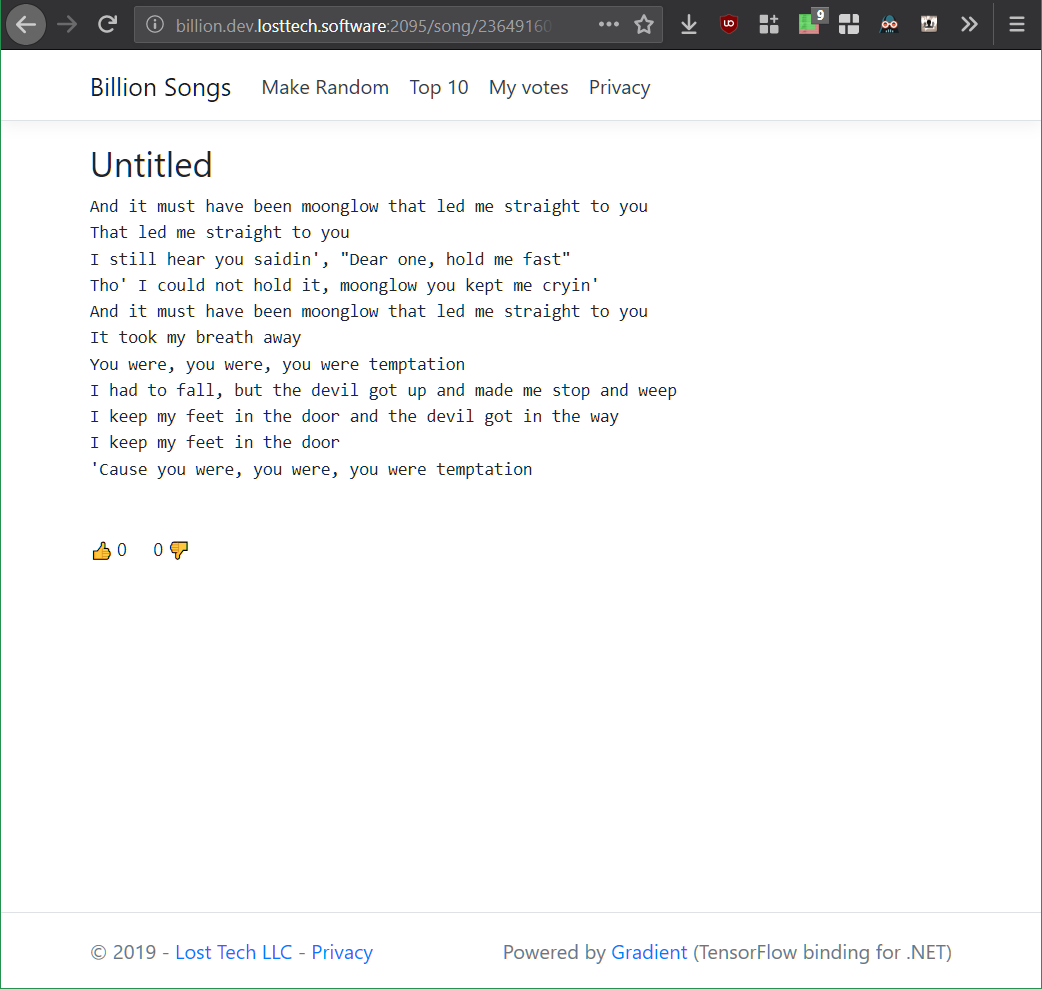 billion.dev.losttech.software:2095/song/23649160
9
Billion Songs Make Random Top 10 My votes Privacy
Untitled
And it must have been moonglow that led me straight to you
That led me straight to you
I still hear you saidin', "Dear one, hold me fast"
Tho' I could not hold it, moonglow you kept me cryin'
And it must have been moonglow that led me straight to you
It took my breath away
You were, you were, you were temptation
I had to fall, but the devil got up and made me stop and weep
I keep my feet in the door and the devil got in the way
I keep my feet in the door
'Cause you were, you were, you were temptation
0 0
© 2019 - Lost Tech LLC - Privacy Powered by Gradient (TensorFlow binding for .NET)